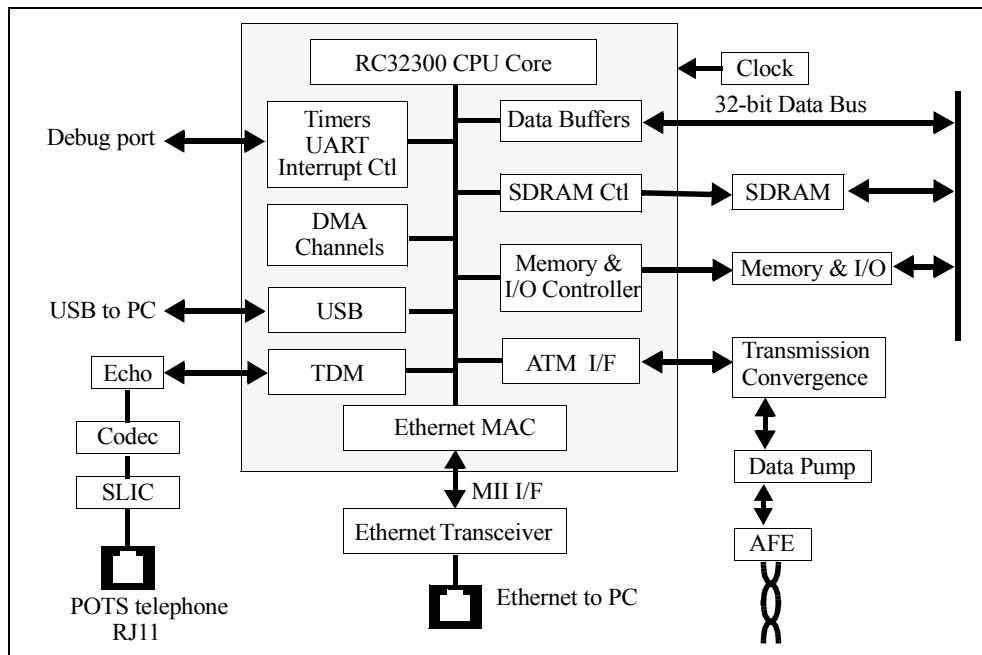 RC32300 CPU Core
Clock
32-bit Data Bus
Debug port
Timers
UART
Interrupt Ctl
Data Buffers
SDRAM Ctl
SDRAM
DMA
Channels
Memory &
I/O Controller
Memory & I/O
USB to PC
USB
Echo
TDM
ATM I/F
Transmission
Convergence
Codec
Ethernet MAC
Data Pump
SLIC
MII I/F
Ethernet Transceiver
AFE
POTS telephone
RJ11
Ethernet to PC